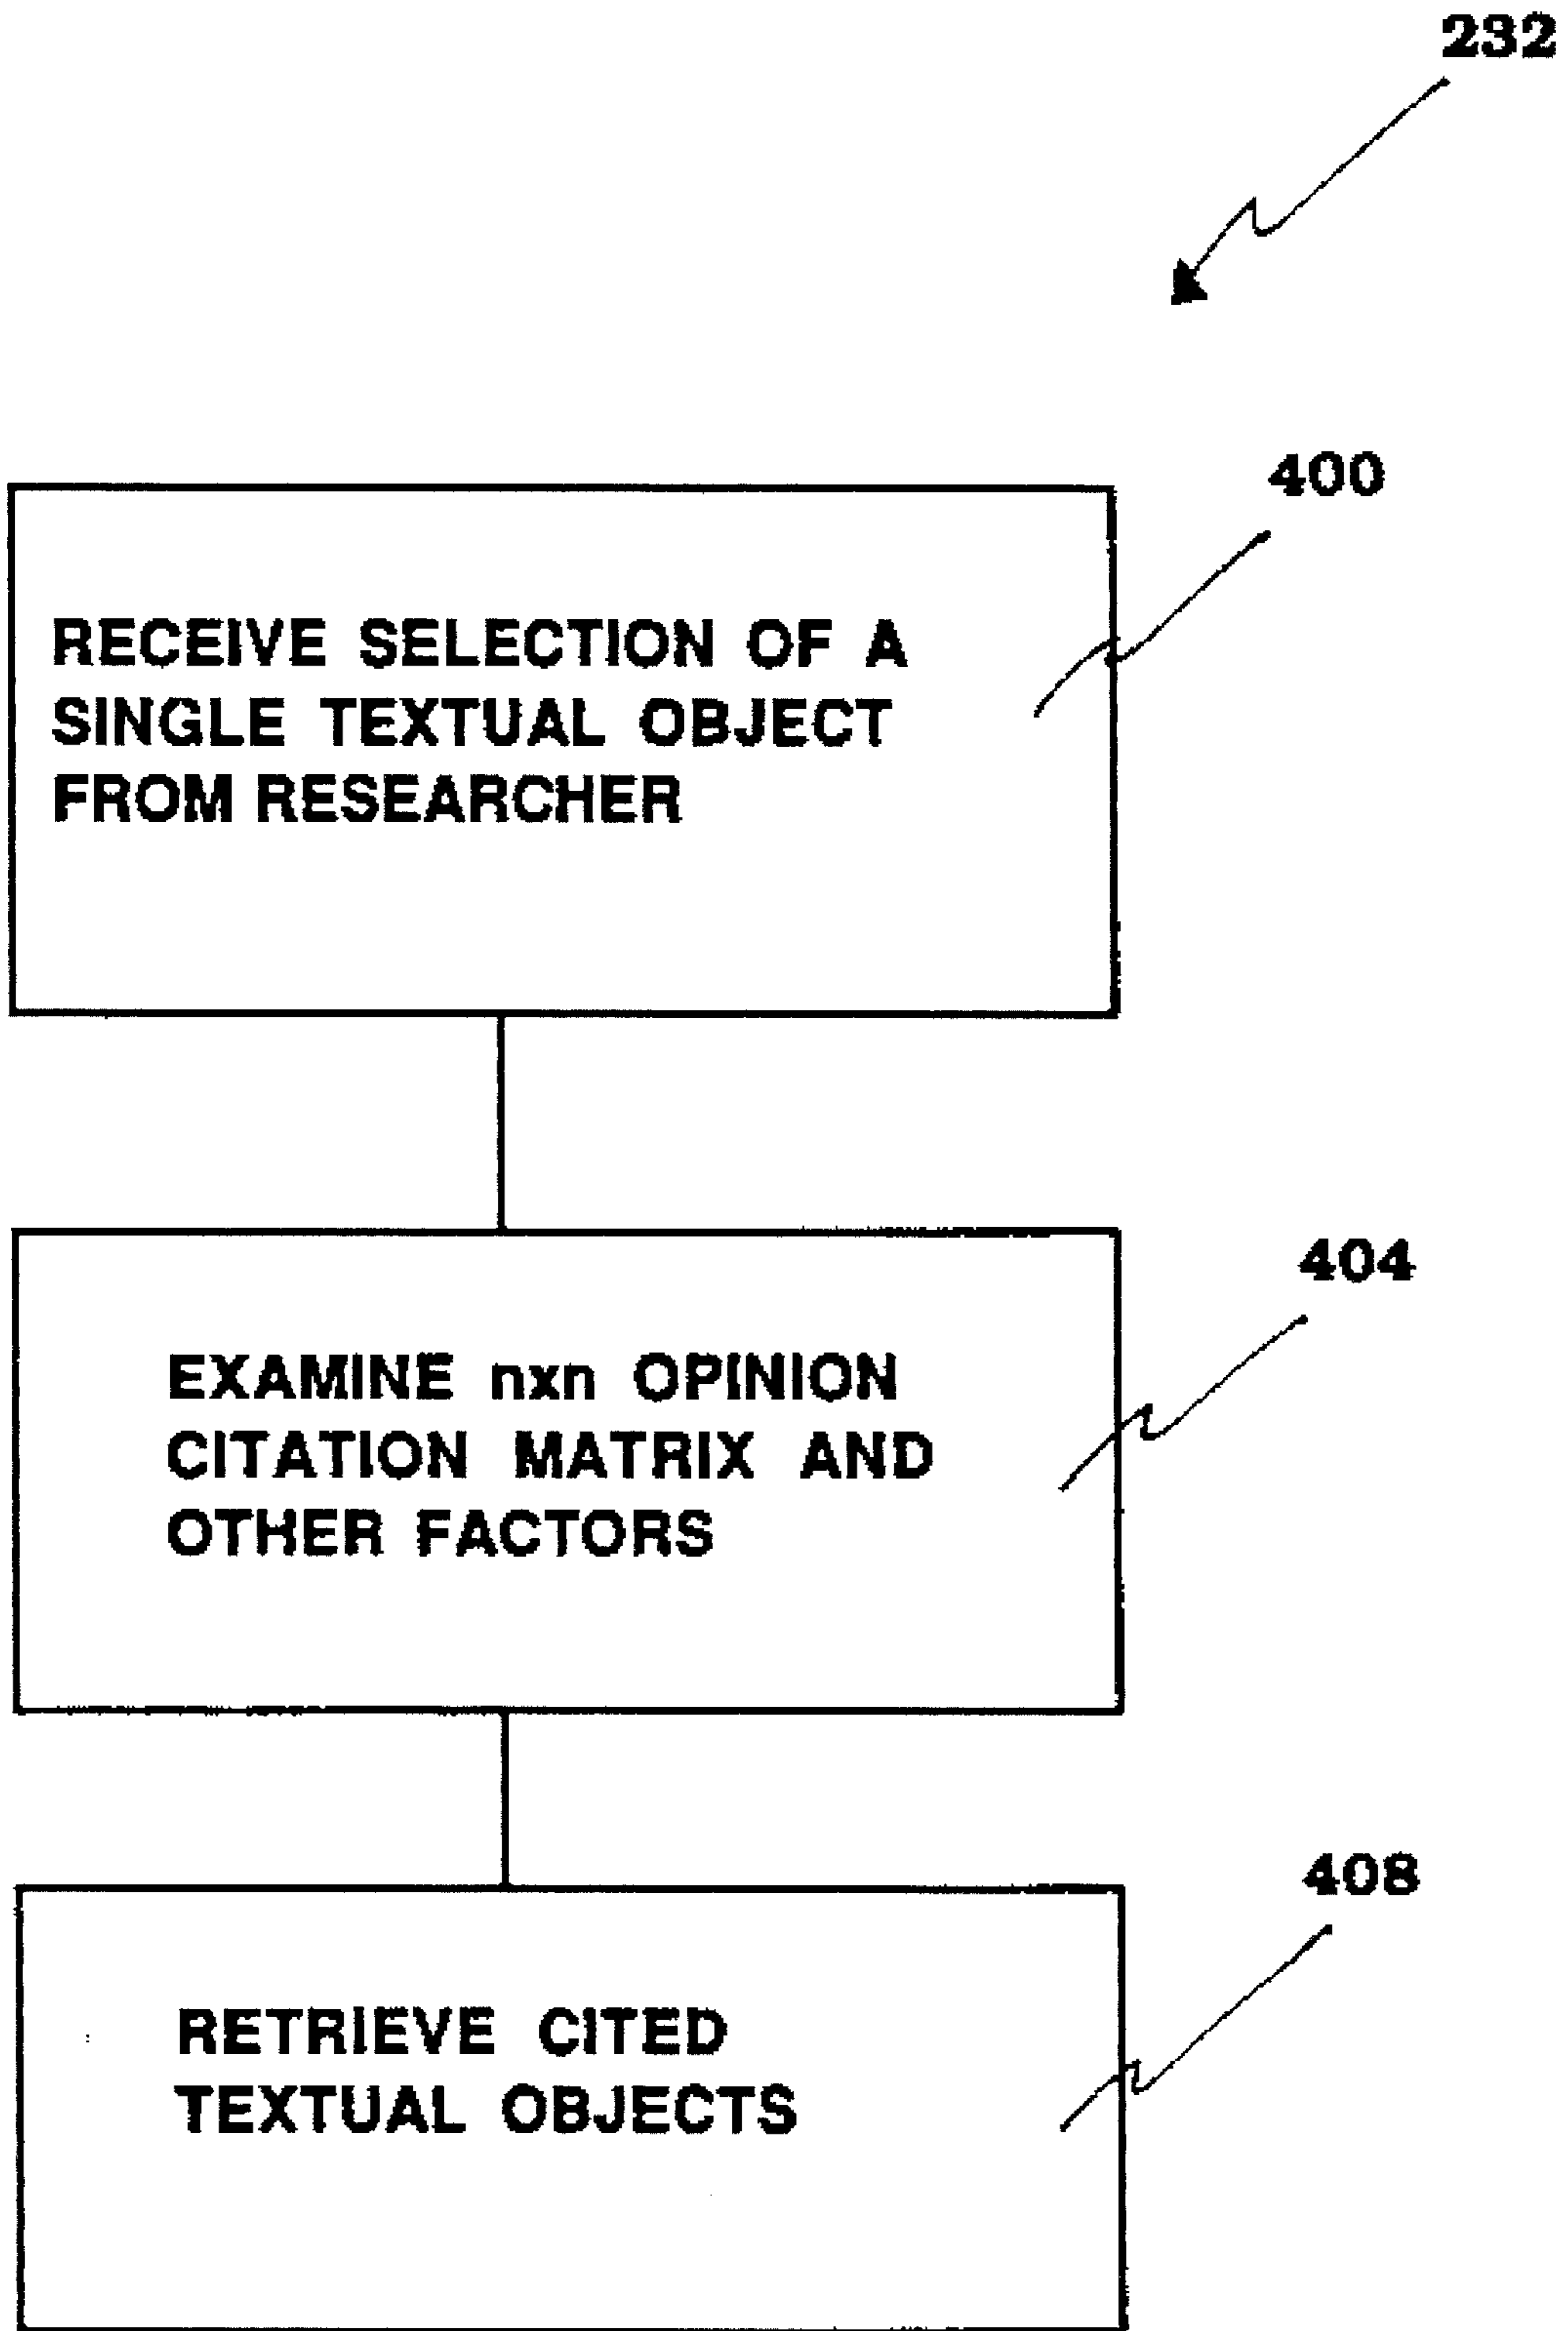 232
400
RECEIVE SELECTION OF A
SINGLE TEXTUAL OBJECT
FROM RESEARCHER
404
EXAMINE nxn OPINION
CITATION MATRIX AND
OTHER FACTORS
408
RETRIEVE CITED
TEXTUAL OBJECTS